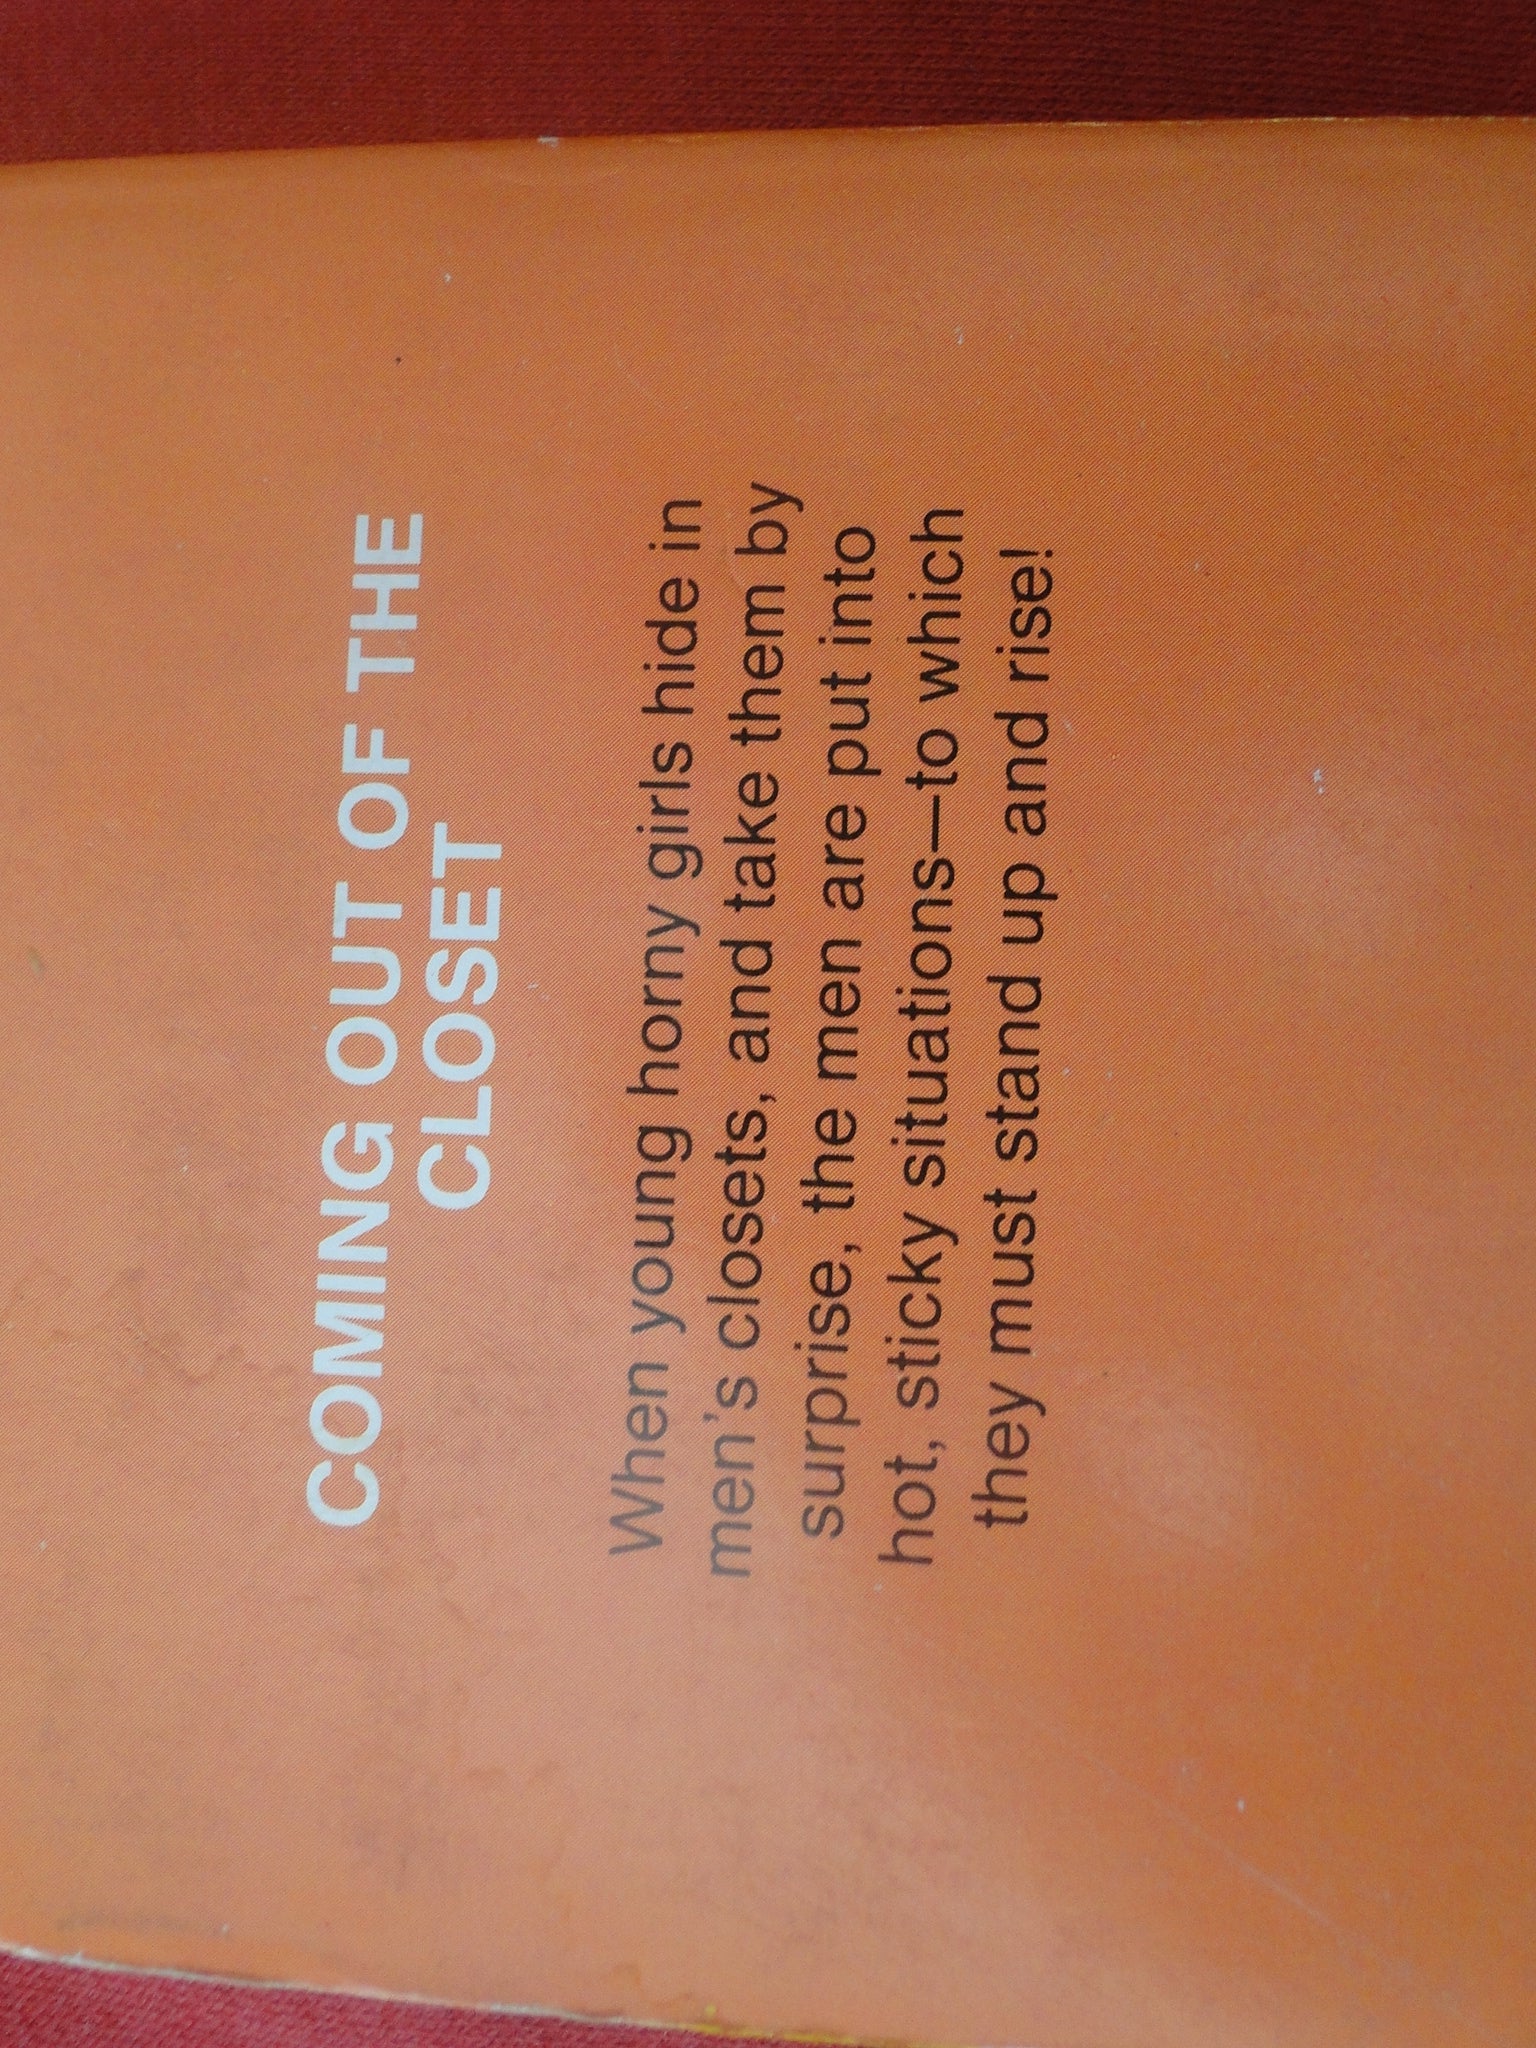 COMING OUT OF THE
CLOSET
When young horny girls hide in
men's closets, and take them by
surprise, the men are put into
hot, sticky situations—to which
they must stand up and rise!